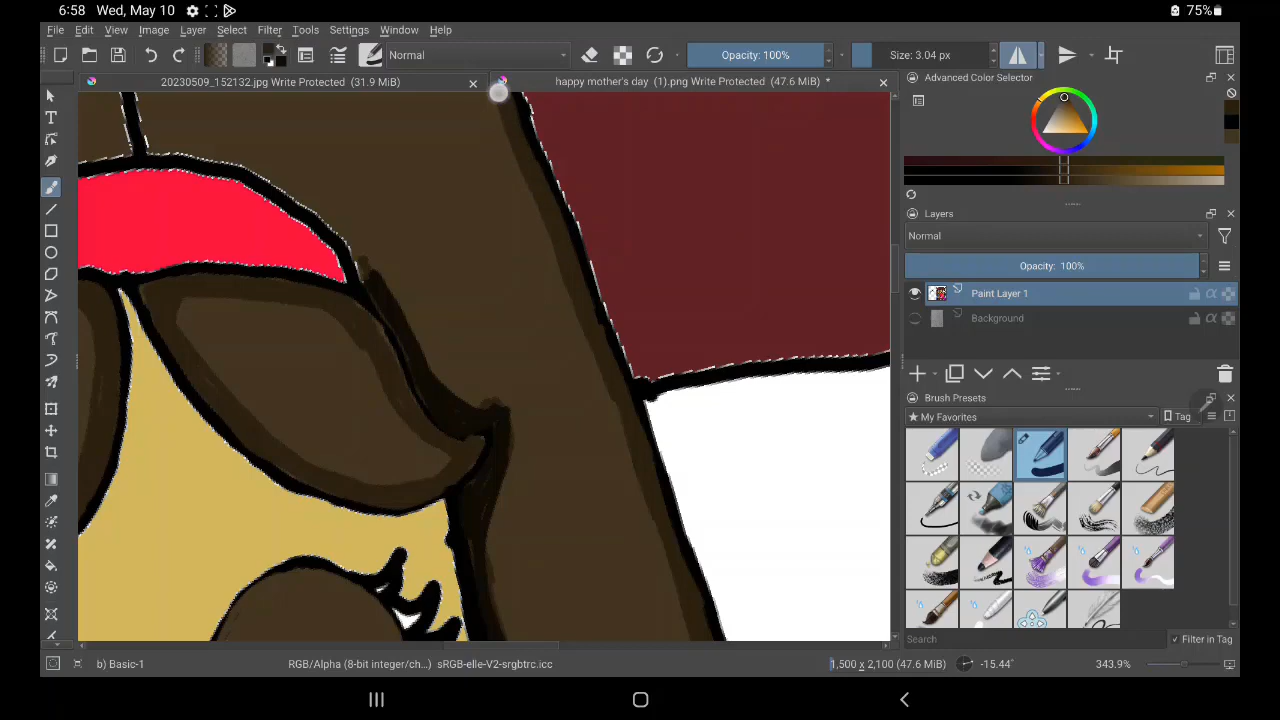 6:58 Wed, May 10
75%
File Edit View Image Layer Select Filter Tools Settings Window Help
Normal
Opacity: 100%
Size: 3.04 px
20230509_152132.jpg Write Protected (31.9 MiB)
happy mother's day (1).png Write Protected (47.6 MiB) *
Advanced Color Selector
Layers
Normal
Opacity: 100%
Paint Layer 1
Background
Brush Presets
My Favorites
Tag
Search
Filter in Tag
b) Basic-1
RGB/Alpha (8-bit integer/ch...) sRGB-elle-V2-srgbtrc.icc
1,500 x 2,100 (47.6 MiB)
-15.44°
343.9%